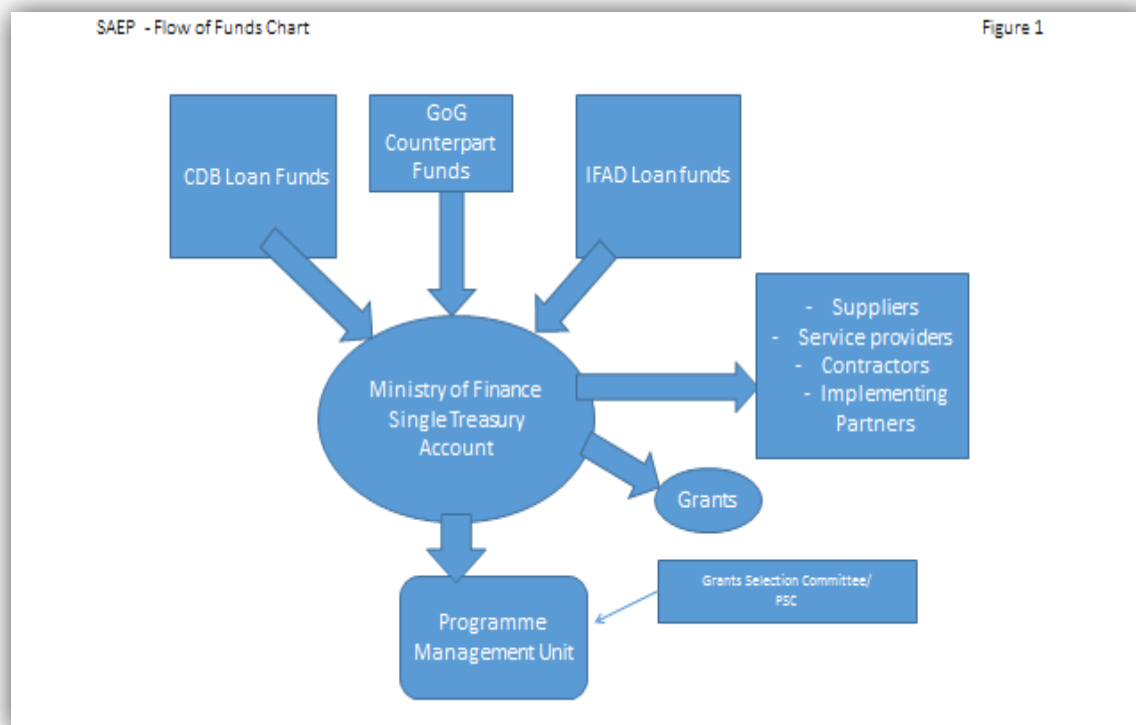 SAEP - Flow of Funds Chart
Figure 1
CDB Loan Funds
GoG
Counterpart
Funds
IFAD Loan funds
- Suppliers
- Service providers
- Contractors
- Implementing
Partners
Ministry of Finance
Single Treasury
Account
Grants
Grants Selection Committee/
PSC
Programme
Management Unit